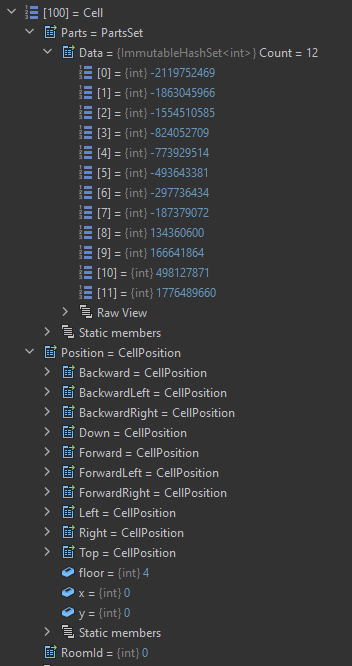 [100] = Cell
Parts = PartsSet
Data = {ImmutableHashSet<int>} Count = 12
[0] = {int} -2119752469
[1] = {int} -1863045966
[2] = {int} -1554510585
[3] = {int} -824052709
[4] = {int} -773929514
[5] = {int} -493643381
[6] = {int} -297736434
[7] = {int} -187379072
[8] = {int} 134360600
[9] = {int} 166641864
[10] = {int} 498127871
[11] = {int} 1776489660
Raw View
Static members
Position = CellPosition
Backward = CellPosition
BackwardLeft = CellPosition
BackwardRight = CellPosition
Down = CellPosition
Forward = CellPosition
ForwardLeft = CellPosition
ForwardRight = CellPosition
Left = CellPosition
Right = CellPosition
Top = CellPosition
floor = {int} 4
x = {int} 0
y = {int} 0
Static members
RoomId = {int} 0